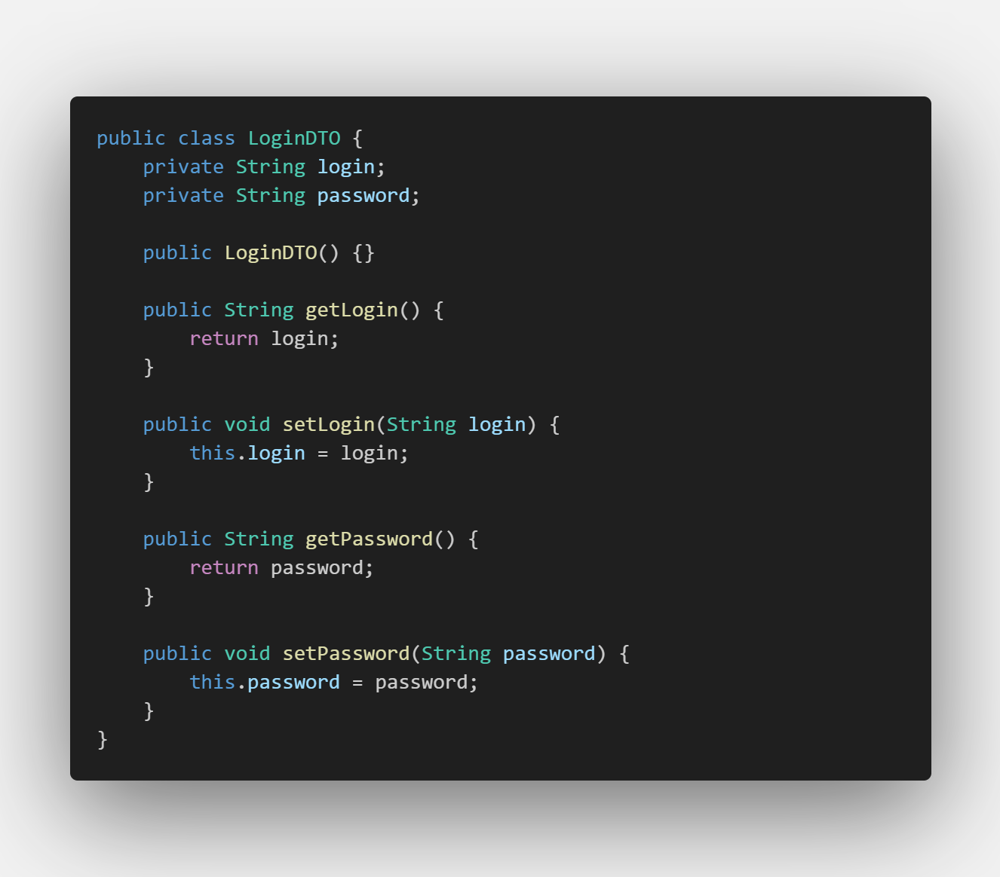 public class LoginDTO {
    private String login;
    private String password;

    public LoginDTO() {}

    public String getLogin() {
        return login;
    }

    public void setLogin(String login) {
        this.login = login;
    }

    public String getPassword() {
        return password;
    }

    public void setPassword(String password) {
        this.password = password;
    }
}